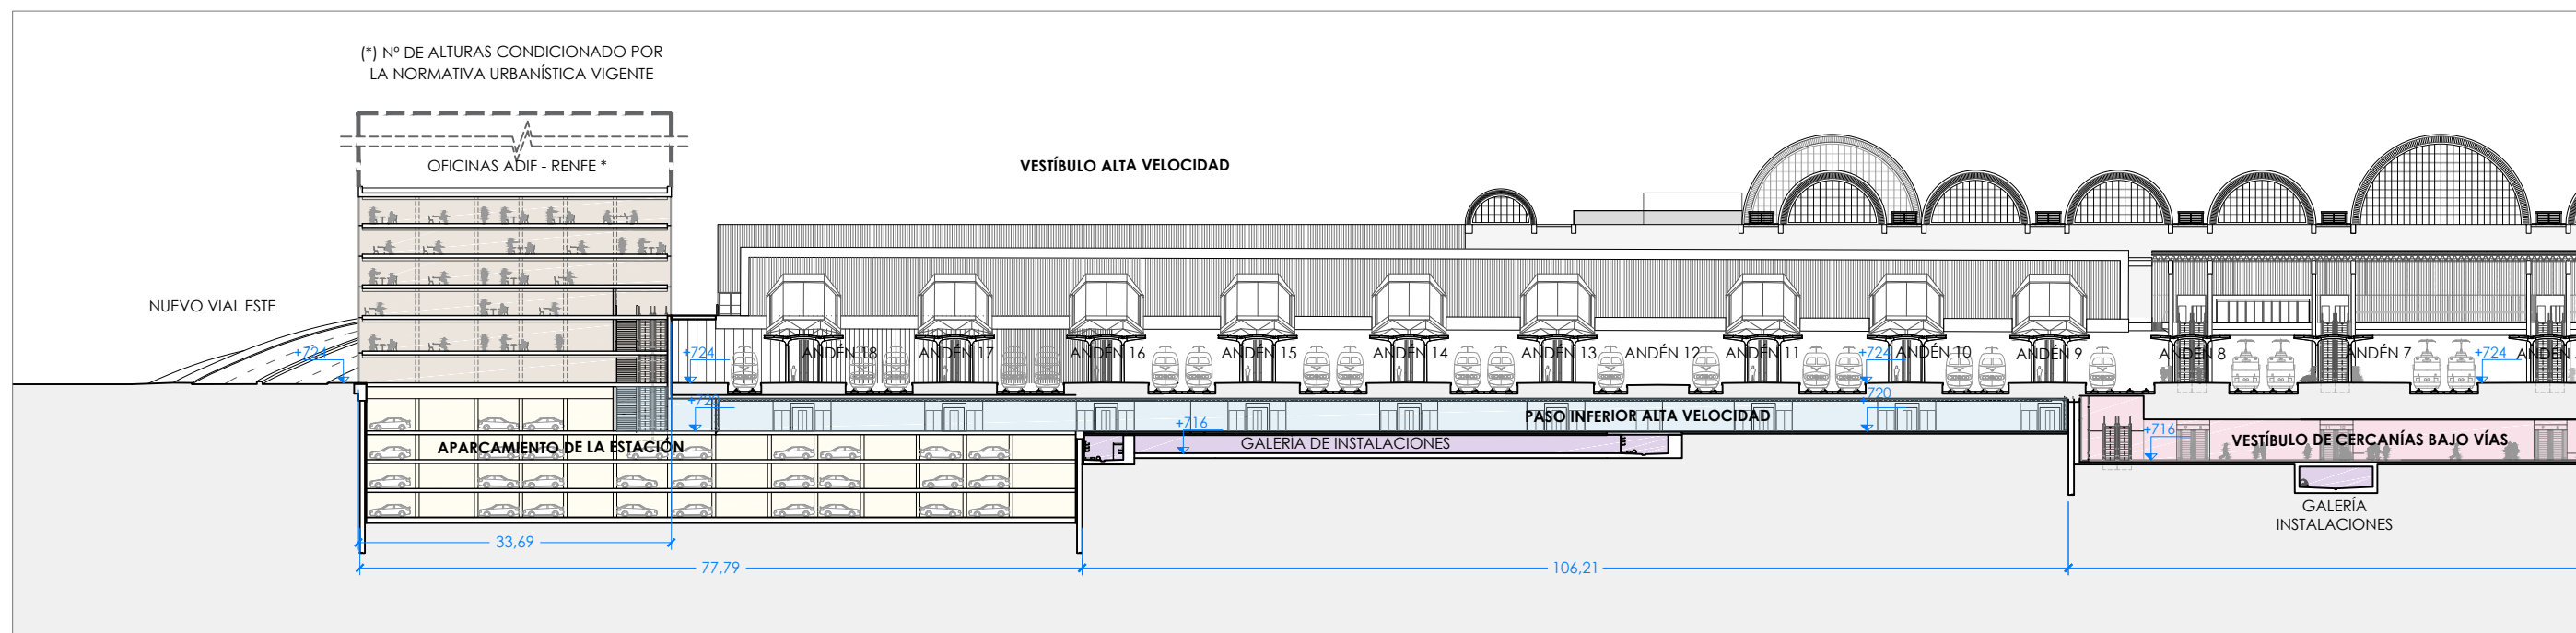 (*) Nº DE ALTURAS CONDICIONADO POR
LA NORMATIVA URBANÍSTICA VIGENTE
OFICINAS ADIF - RENFE *
VESTÍBULO ALTA VELOCIDAD
NUEVO VIAL ESTE
+724
+724
ANDÉN 18
ANDÉN 17
ANDÉN 16
ANDÉN 15
ANDÉN 14
ANDÉN 13
ANDÉN 12
ANDÉN 11
+724
ANDÉN 10
ANDÉN 9
ANDÉN 8
ANDÉN 7
+724
ANDÉN
+720
PASO INFERIOR ALTA VELOCIDAD
+716
GALERÍA DE INSTALACIONES
+716
VESTÍBULO DE CERCANÍAS BAJO VÍAS
APARCAMIENTO DE LA ESTACIÓN
GALERÍA
INSTALACIONES
33,69
77,79
106,21